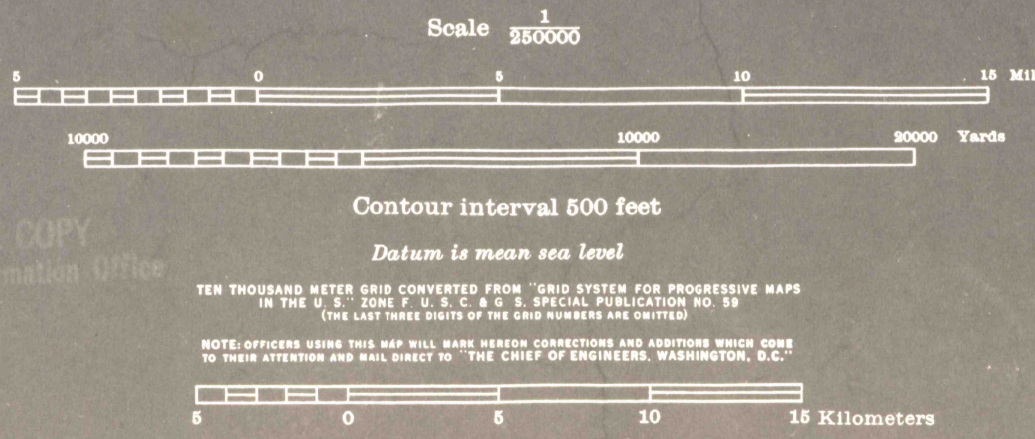 Scale 1/250000
5 0 5 10 15 Mil
10000 10000 20000 Yards
Contour interval 500 feet
COPY
Datum is mean sea level
mation Office
TEN THOUSAND METER GRID CONVERTED FROM "GRID SYSTEM FOR PROGRESSIVE MAPS
IN THE U. S." ZONE F. U. S. C. & G S. SPECIAL PUBLICATION NO. 59
(THE LAST THREE DIGITS OF THE GRID NUMBERS ARE OMITTED)
NOTE: OFFICERS USING THIS MAP WILL MARK HEREON CORRECTIONS AND ADDITIONS WHICH COME
TO THEIR ATTENTION AND MAIL DIRECT TO "THE CHIEF OF ENGINEERS, WASHINGTON, D.C."
5 0 5 10 15 Kilometers